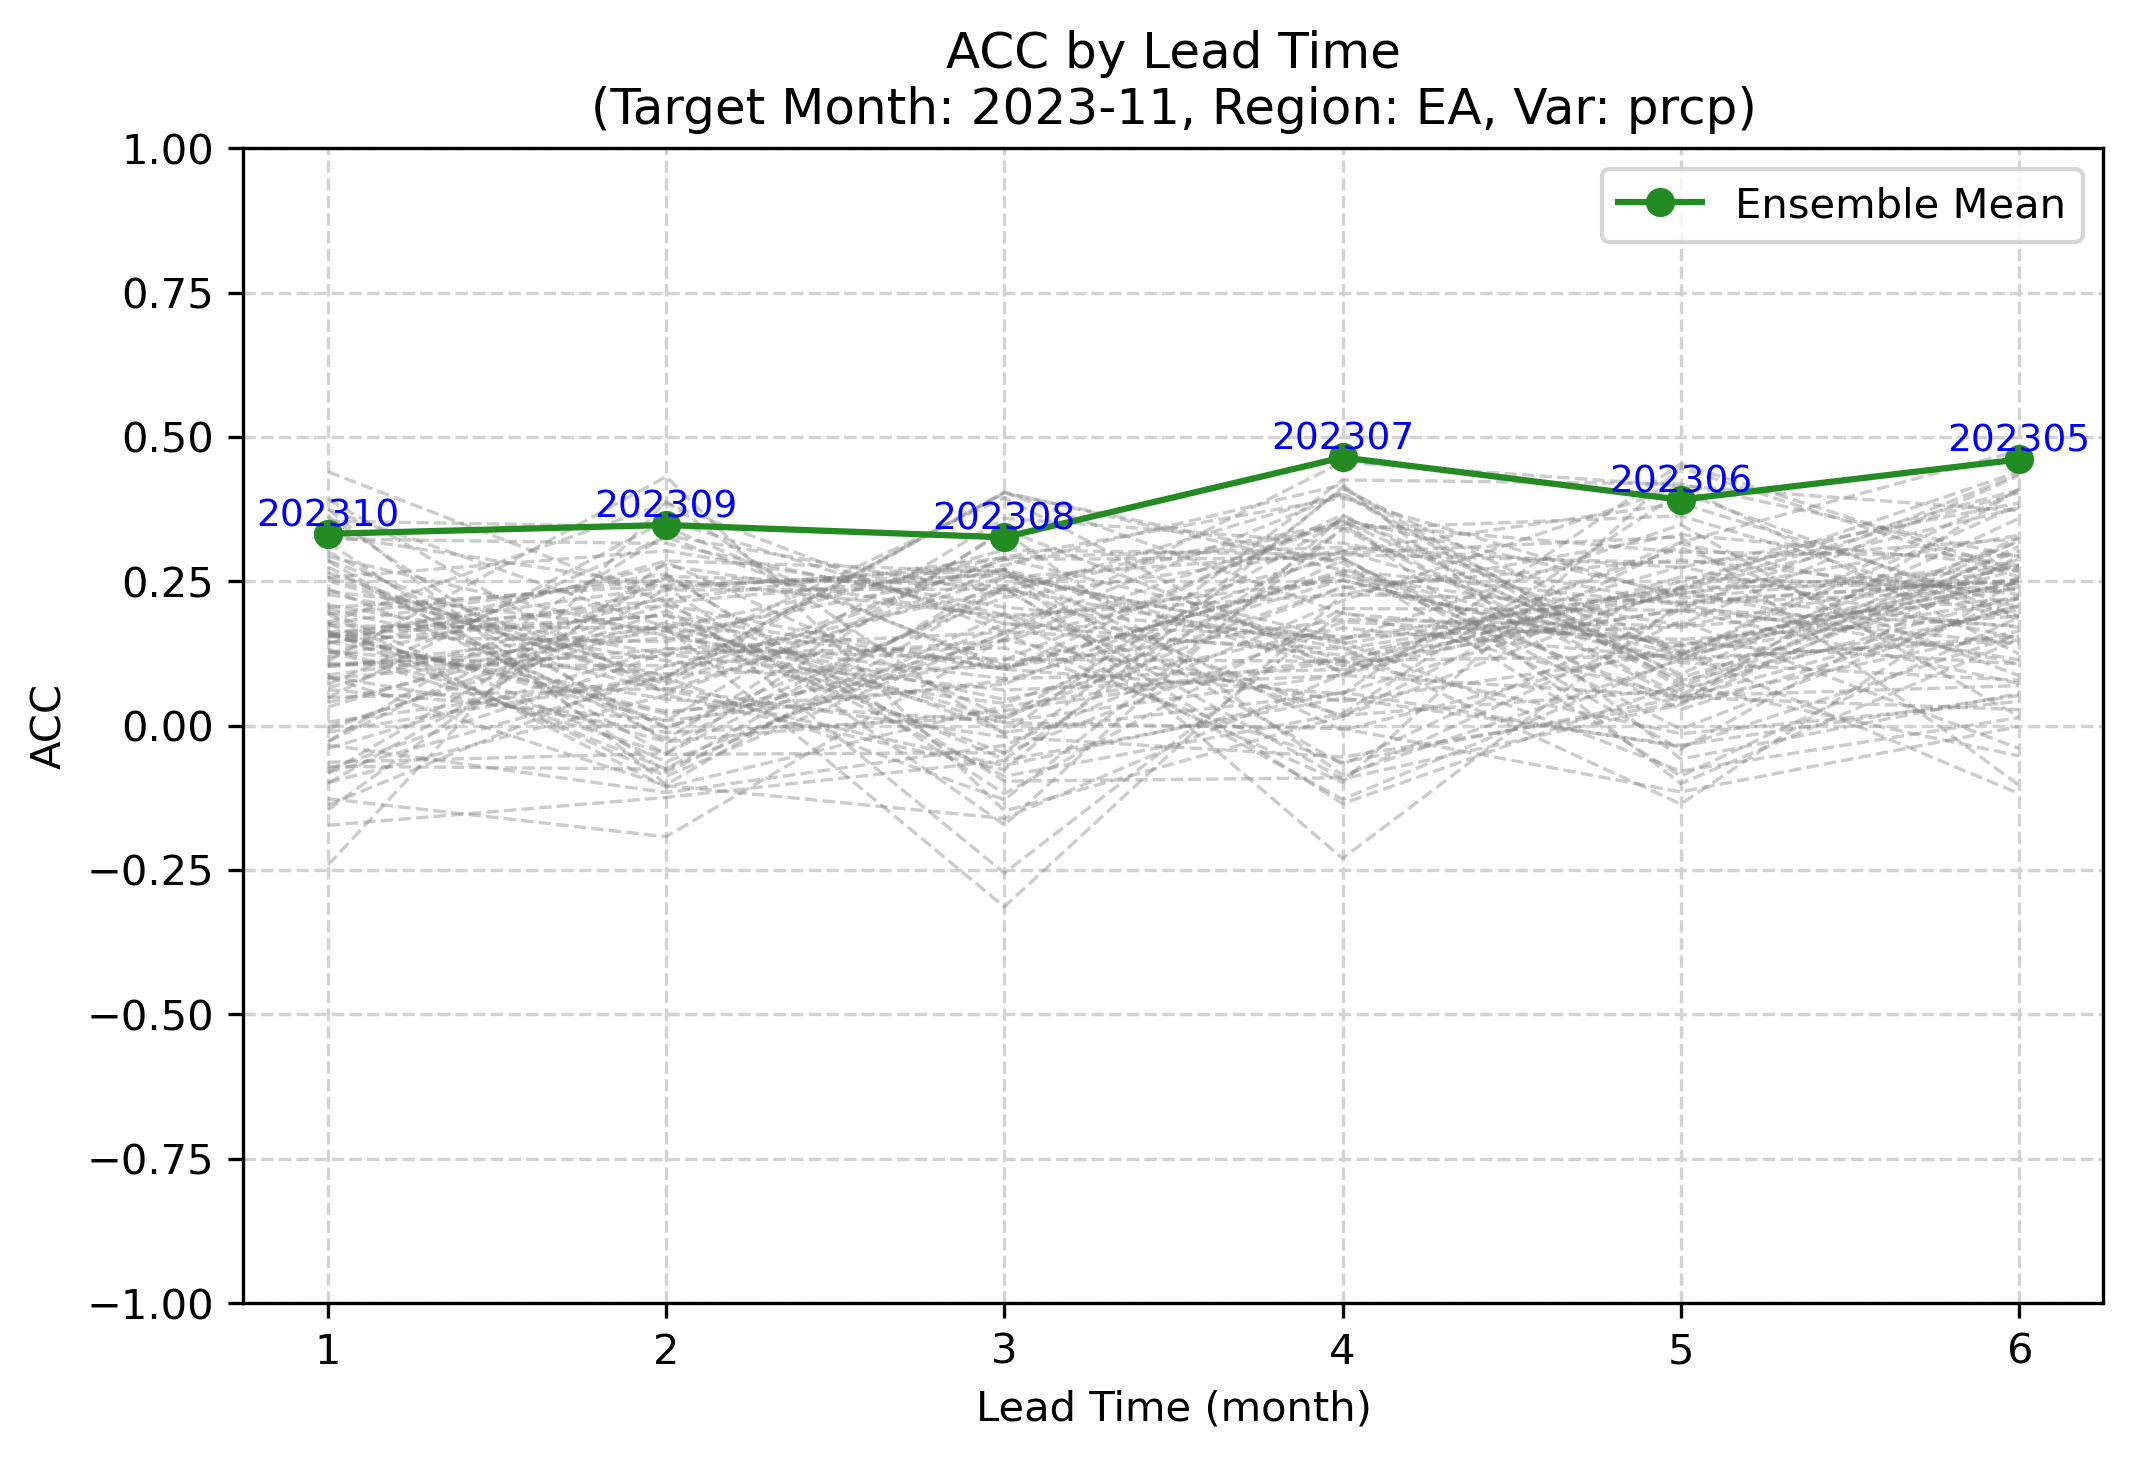 ACC by Lead Time
(Target Month: 2023-11, Region: EA, Var: prcp)
Ensemble Mean
1.00
0.75
0.50
0.25
0.00
−0.25
−0.50
−0.75
−1.00
ACC
202310
202309
202308
202307
202306
202305
1 2 3 4 5 6
Lead Time (month)